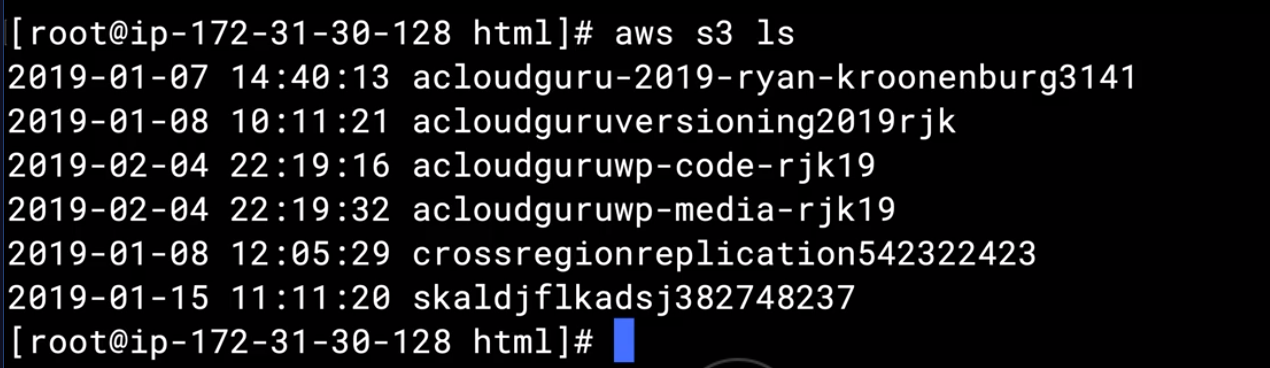 [root@ip-172-31-30-128 html]# aws s3 ls
2019-01-07 14:40:13 acloudguru-2019-ryan-kroonenburg3141
2019-01-08 10:11:21 acloudguruversioning2019rjk
2019-02-04 22:19:16 acloudguruwp-code-rjk19
2019-02-04 22:19:32 acloudguruwp-media-rjk19
2019-01-08 12:05:29 crossregionreplication542322423
2019-01-15 11:11:20 skaldjflkadsj382748237
[root@ip-172-31-30-128 html]#